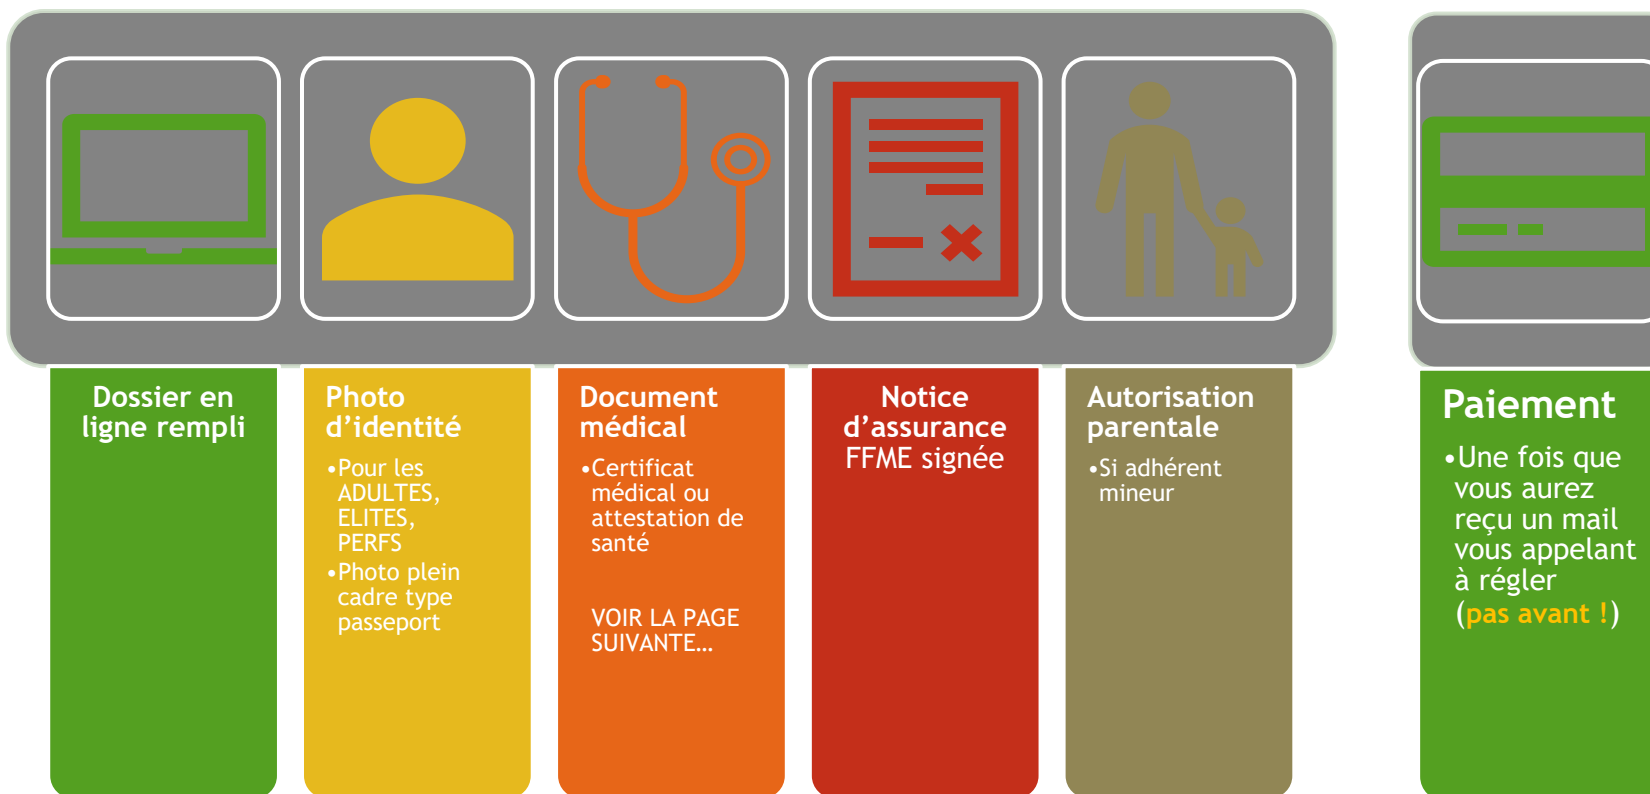 Dossier en
ligne rempli
Photo
d’identité
•Pour les
ADULTES,
ELITES,
PERFS
•Photo plein
cadre type
passeport
Document
médical
•Certificat
médical ou
attestation de
santé
VOIR LA PAGE
SUIVANTE…
Notice
d’assurance
FFME signée
Autorisation
parentale
•Si adhérent
mineur
Paiement
•Une fois que
vous aurez
reçu un mail
vous appelant
à régler
(pas avant !)